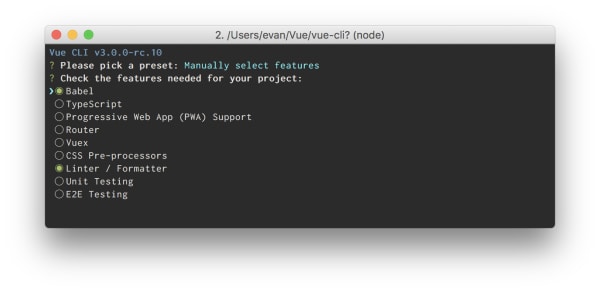 2. /Users/evan/Vue/vue-cli? (node)
Vue CLI v3.0.0-rc.10
? Please pick a preset: Manually select features
? Check the features needed for your project:
❯◉ Babel
◯ TypeScript
◯ Progressive Web App (PWA) Support
◯ Router
◯ Vuex
◯ CSS Pre-processors
◉ Linter / Formatter
◯ Unit Testing
◯ E2E Testing